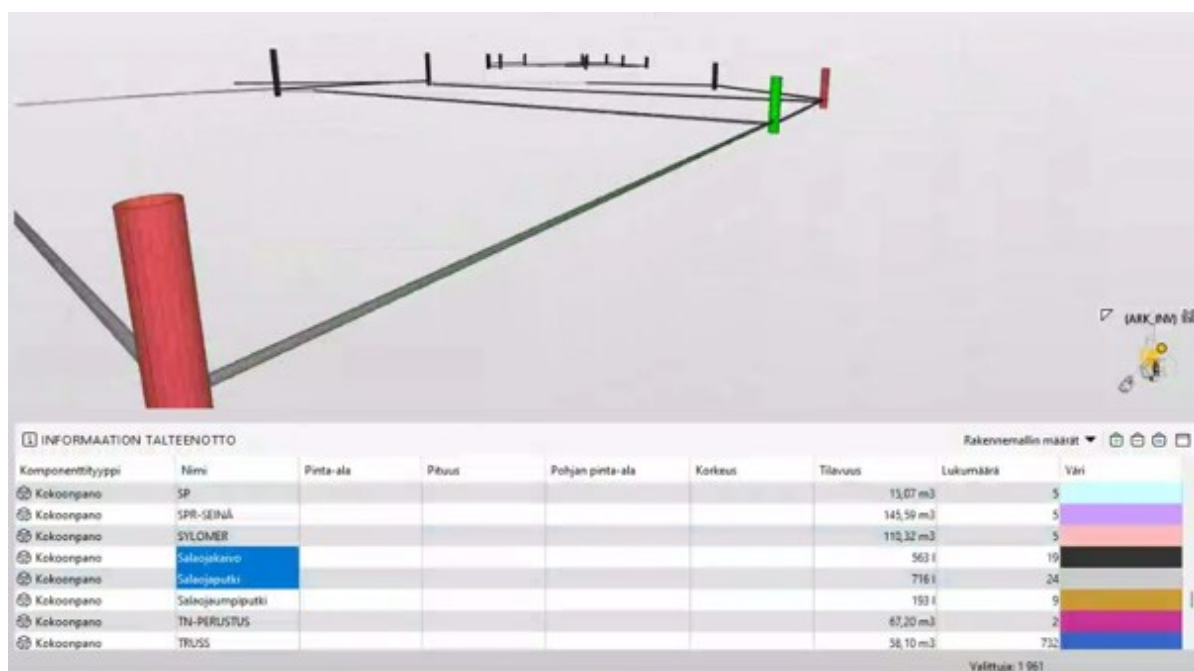 (ARK_INV)
INFORMAATION TALTEENOTTO Rakennemallin määrät
Komponenttityyppi Nimi Pinta-ala Pituus Pohjan pinta-ala Korkeus Tilavuus Lukumäärä Väri
Kokoonpano SP 15,07 m3 5
Kokoonpano SPR-SEINÄ 145,59 m3 5
Kokoonpano SYLOMER 110,32 m3 5
Kokoonpano Salaojakaivo 563 l 19
Kokoonpano Salaojaputki 716 l 24
Kokoonpano Salaojaumpiputki 193 l 9
Kokoonpano TN-PERUSTUS 67,20 m3 2
Kokoonpano TRUSS 58,10 m3 732
Valittuja: 1 961